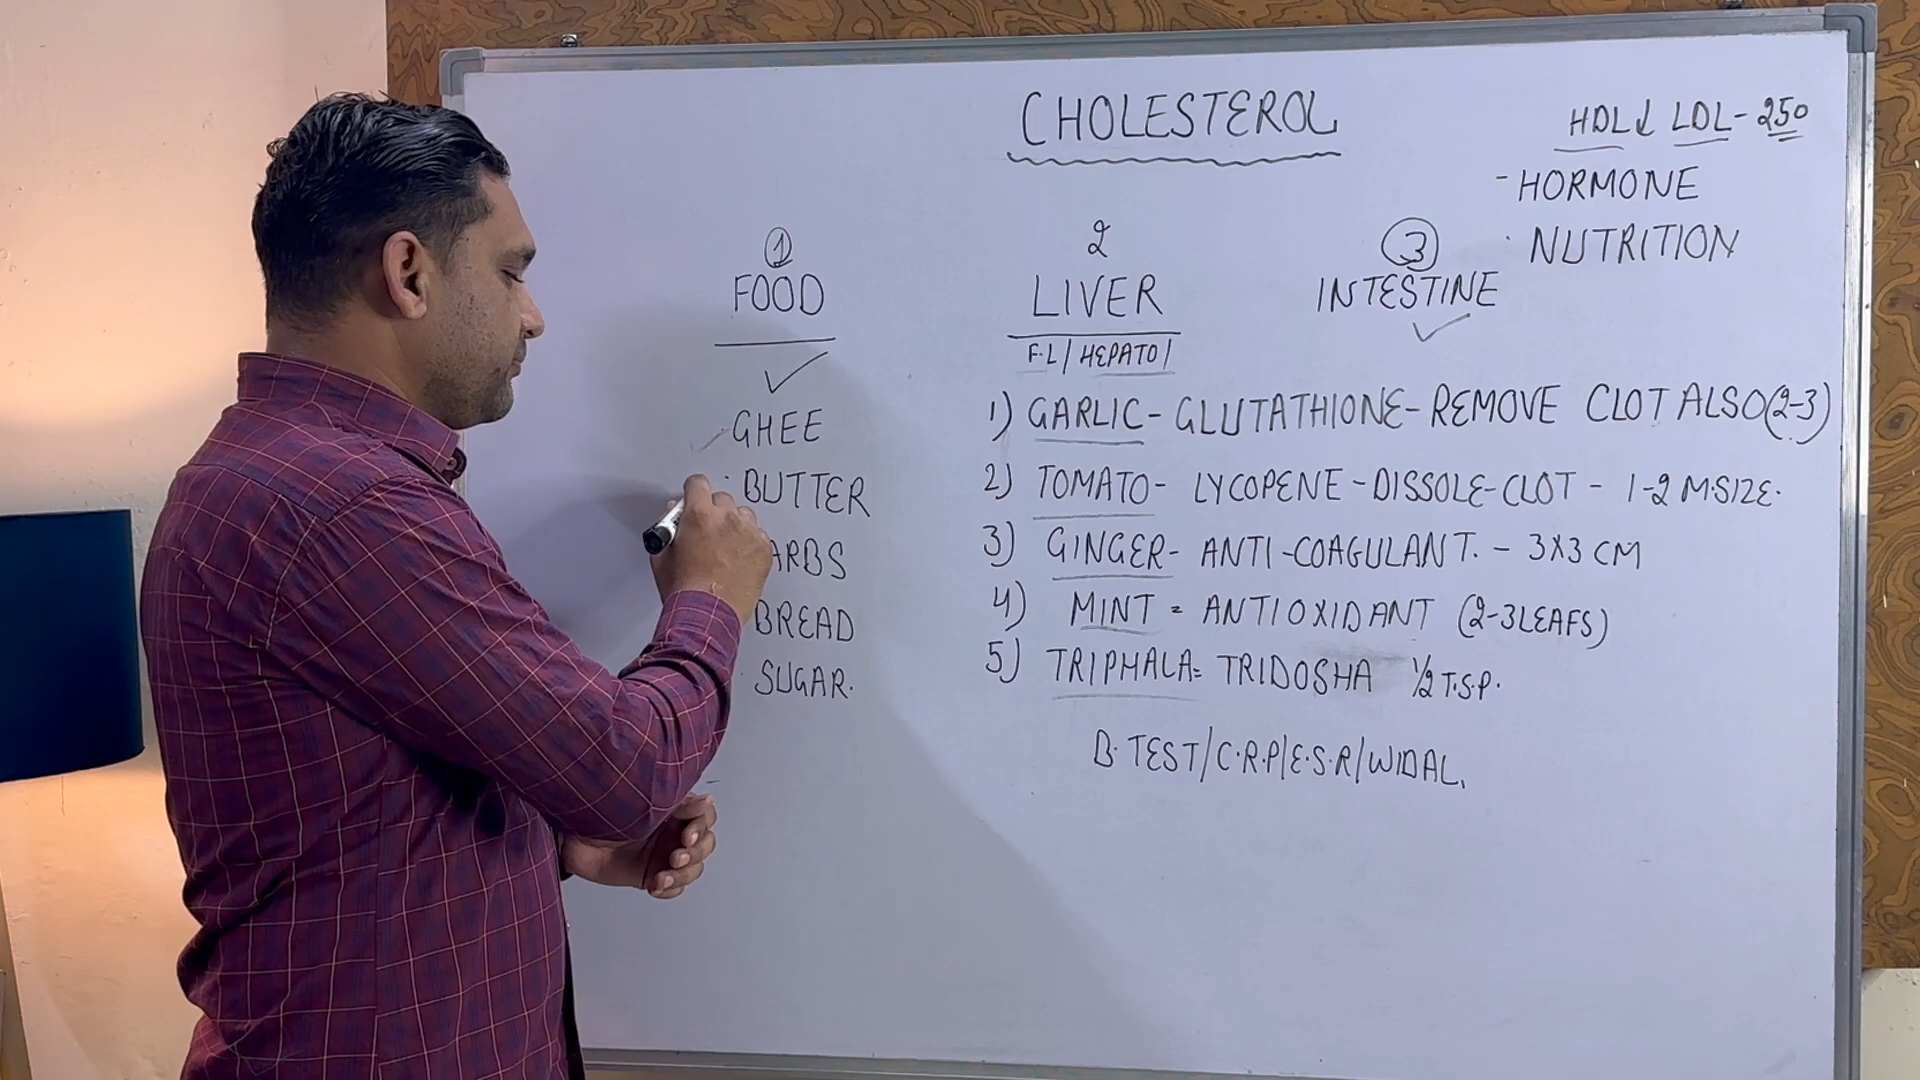 CHOLESTEROL
HDL↓ LDL - 250
- HORMONE
· NUTRITION
1
FOOD
GHEE
· BUTTER
ARBS
BREAD
· SUGAR.
2
LIVER
F.L / HEPATO /
3
INTESTINE
1) GARLIC - GLUTATHIONE - REMOVE CLOT ALSO (2-3)
2) TOMATO - LYCOPENE - DISSOLE - CLOT - 1-2 M.SIZE.
3) GINGER - ANTI-COAGULANT. - 3X3 CM
4) MINT = ANTIOXIDANT (2-3 LEAFS)
5) TRIPHALA = TRIDOSHA 1/2 T.S.P.
B. TEST / C.R.P / E.S.R / WIDAL.